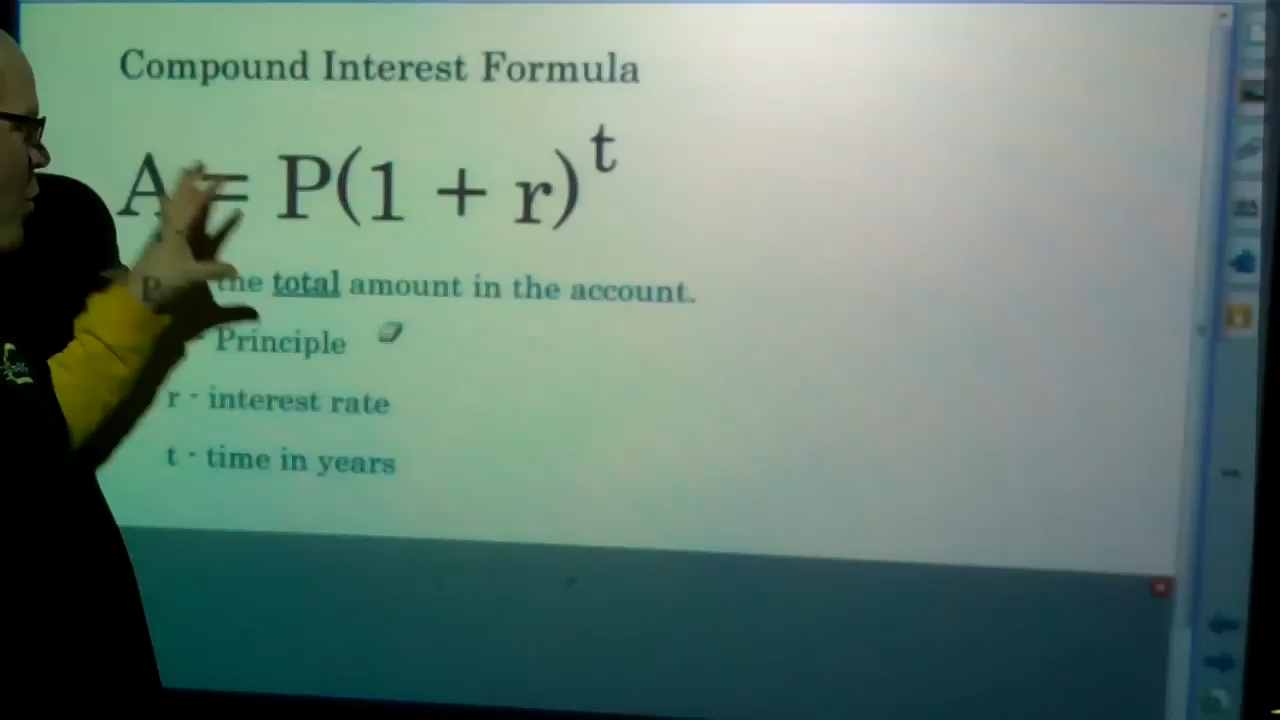 Compound Interest Formula
A = P(1 + r)^t
the total amount in the account.
- Principle
r - interest rate
t - time in years